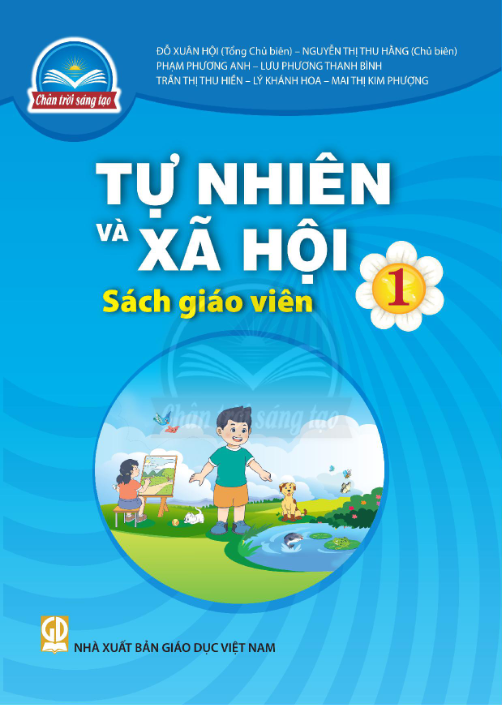 ĐỖ XUÂN HỘI (Tổng Chủ biên) – NGUYỄN THỊ THU HẰNG (Chủ biên)
PHẠM PHƯƠNG ANH – LƯU PHƯƠNG THANH BÌNH
TRẦN THỊ THU HIỀN – LÝ KHÁNH HOA – MAI THỊ KIM PHƯỢNG
Chân trời sáng tạo
TỰ NHIÊN
VÀ XÃ HỘI
1
Sách giáo viên
Chân trời sáng tạo
GD
NHÀ XUẤT BẢN GIÁO DỤC VIỆT NAM